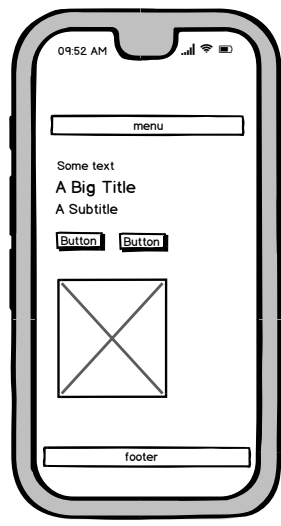 09:52 AM
menu
Some text
A Big Title
A Subtitle
Button Button
footer